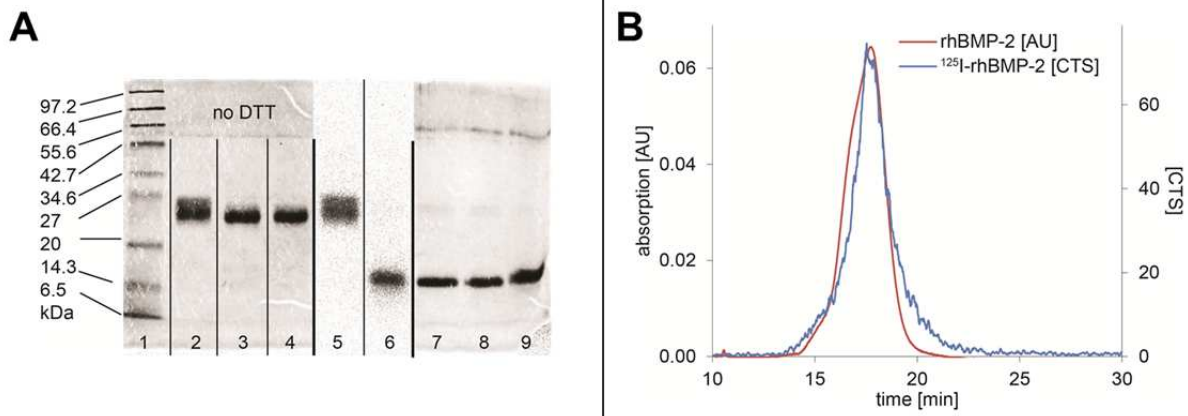 A
no DTT
97.2
66.4
55.6
42.7
34.6
27
20
14.3
6.5
kDa
1 2 3 4 5 6 7 8 9
B
rhBMP-2 [AU]
125I-rhBMP-2 [CTS]
absorption [AU]
0.06
0.04
0.02
0.00
60
40
20
0
[CTS]
10 15 20 25 30
time [min]